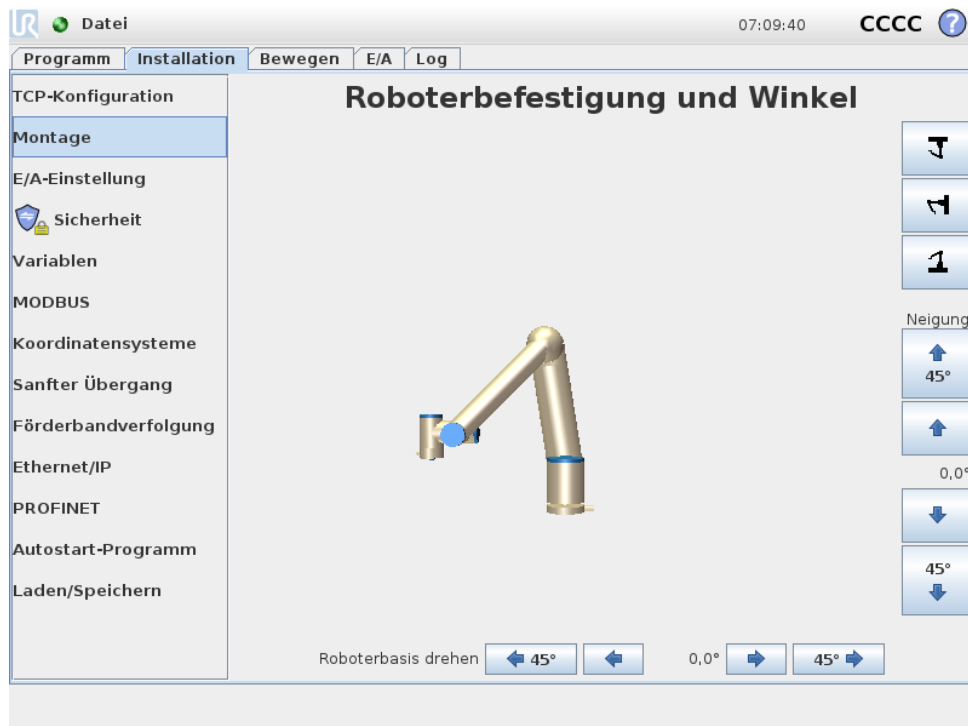 UR Datei 07:09:40 CCCC ?
Programm Installation Bewegen E/A Log
TCP-Konfiguration
Montage
E/A-Einstellung
Sicherheit
Variablen
MODBUS
Koordinatensysteme
Sanfter Übergang
Förderbandverfolgung
Ethernet/IP
PROFINET
Autostart-Programm
Laden/Speichern
Roboterbefestigung und Winkel
Neigung
45°
0,0°
45°
Roboterbasis drehen 45° 0,0° 45°